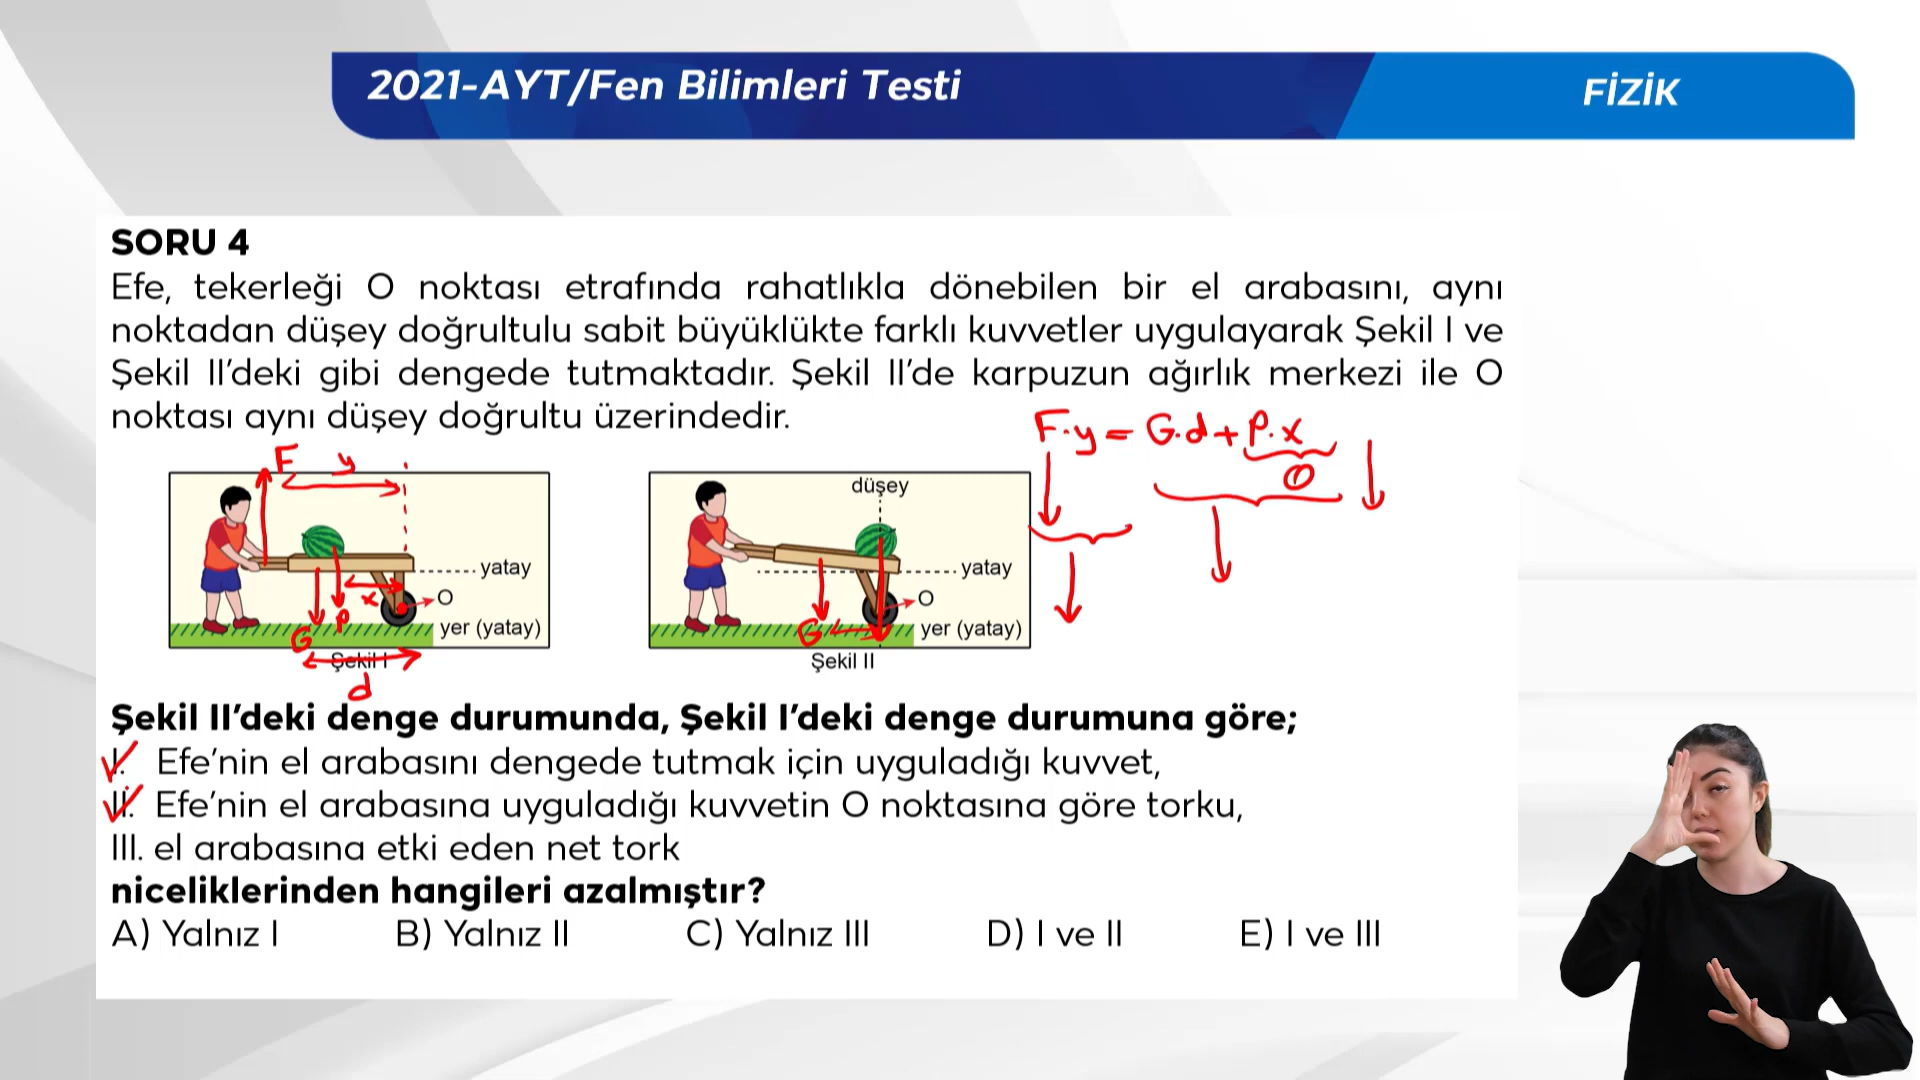 2021-AYT/Fen Bilimleri Testi
FİZİK
SORU 4
Efe, tekerleği O noktası etrafında rahatlıkla dönebilen bir el arabasını, aynı
noktadan düşey doğrultulu sabit büyüklükte farklı kuvvetler uygulayarak Şekil I ve
Şekil II'deki gibi dengede tutmaktadır. Şekil II'de karpuzun ağırlık merkezi ile O
noktası aynı düşey doğrultu üzerindedir.
F.y = G.d + P.x
0
F y
yatay
x
O
G P
yer (yatay)
Şekil I
d
düşey
yatay
O
G
yer (yatay)
Şekil II
Şekil II'deki denge durumunda, Şekil I'deki denge durumuna göre;
I. Efe'nin el arabasını dengede tutmak için uyguladığı kuvvet,
II. Efe'nin el arabasına uyguladığı kuvvetin O noktasına göre torku,
III. el arabasına etki eden net tork
niceliklerinden hangileri azalmıştır?
A) Yalnız I B) Yalnız II C) Yalnız III D) I ve II E) I ve III